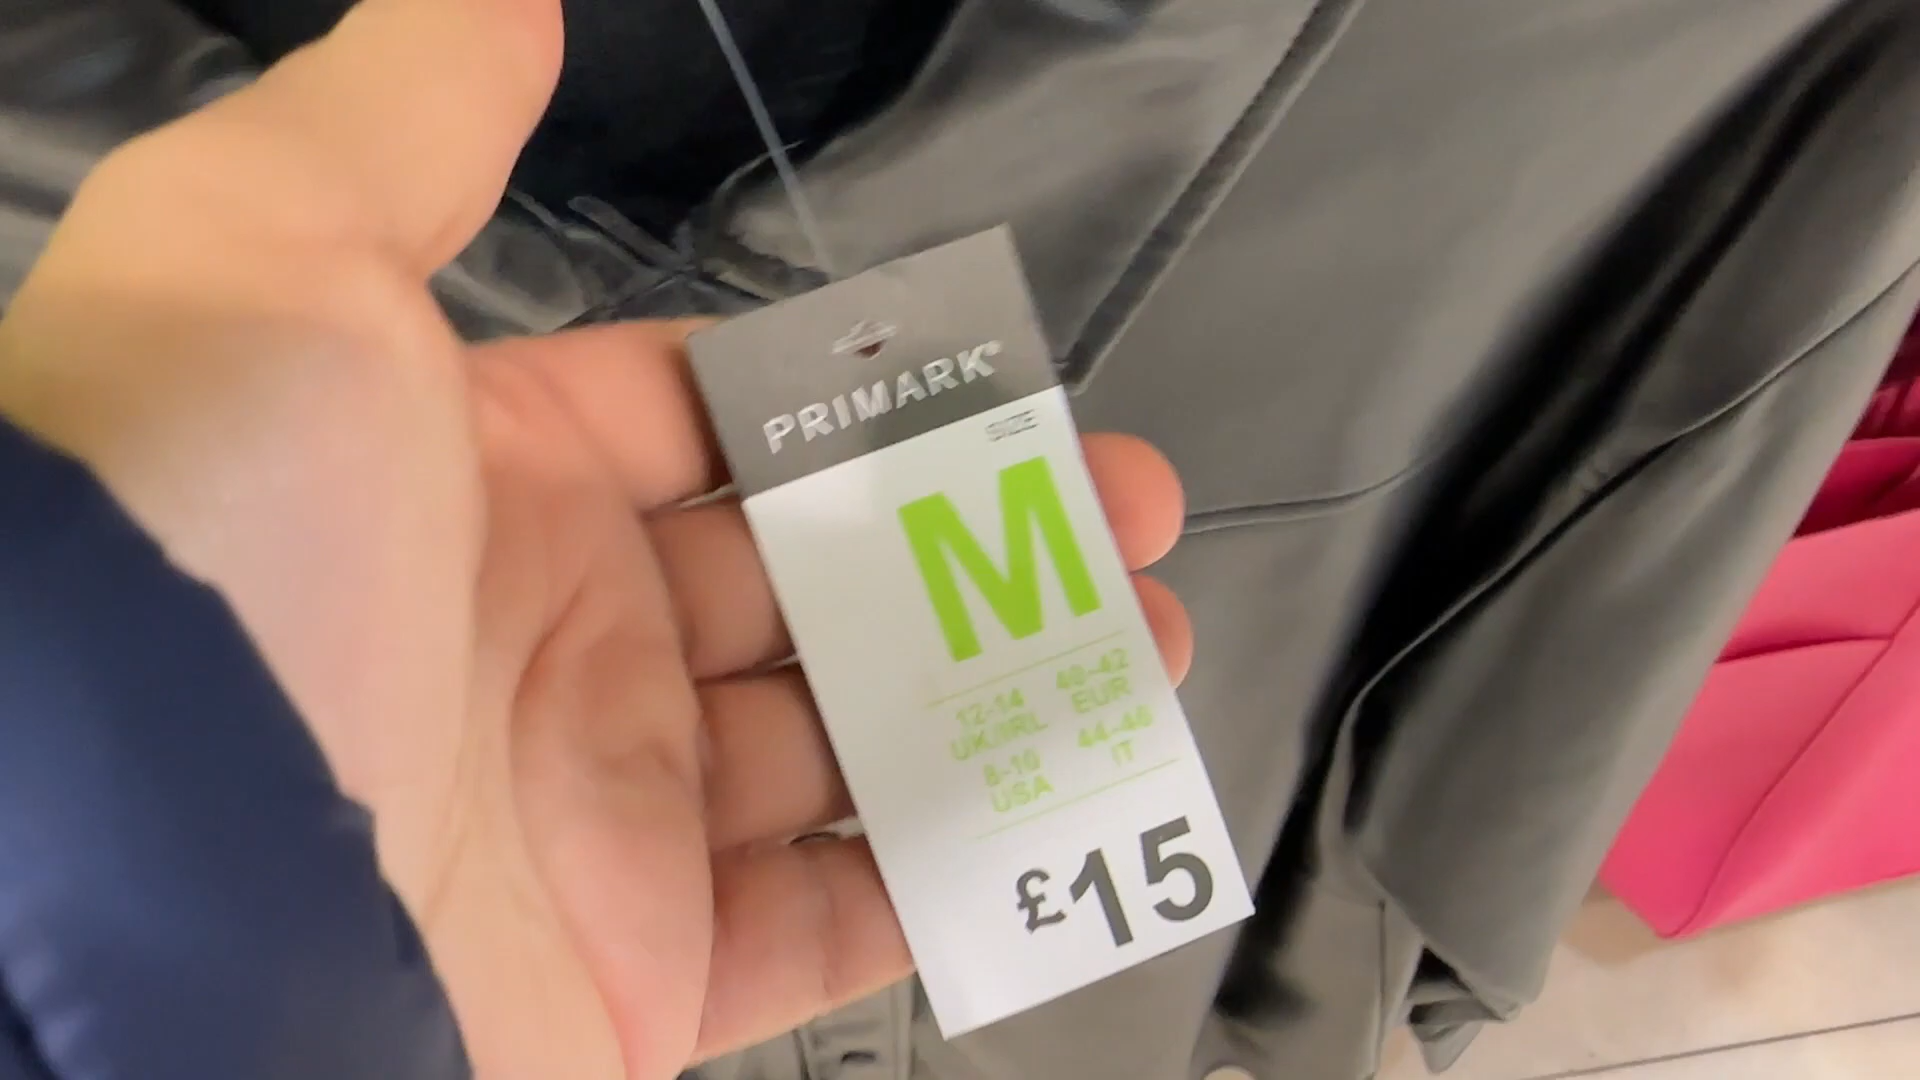 PRIMARK®
SIZE
M
12-14
UK/IRL
40-42
EUR
8-10
USA
44-46
IT
£15